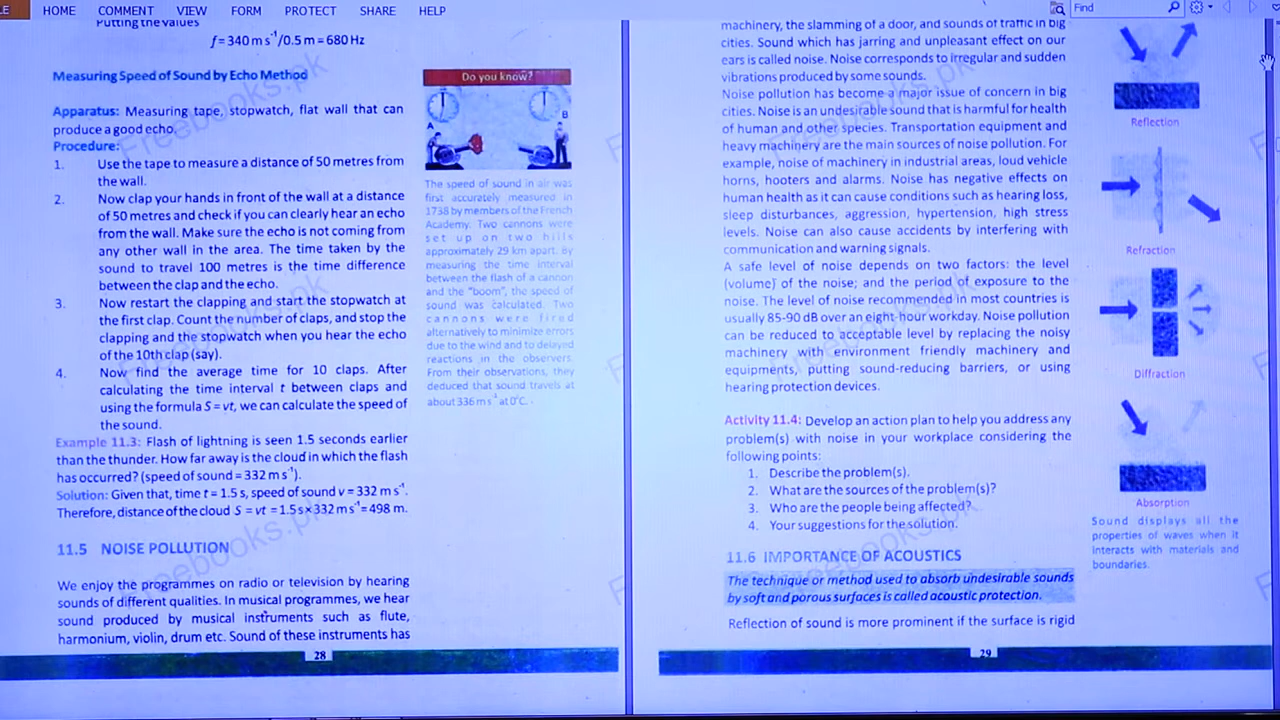 LE HOME COMMENT VIEW FORM PROTECT SHARE HELP
Find
Putting the values
f = 340 m s⁻¹/0.5 m = 680 Hz
Measuring Speed of Sound by Echo Method
Apparatus: Measuring tape, stopwatch, flat wall that can
produce a good echo.
Procedure:
1. Use the tape to measure a distance of 50 metres from
the wall.
2. Now clap your hands in front of the wall at a distance
of 50 metres and check if you can clearly hear an echo
from the wall. Make sure the echo is not coming from
any other wall in the area. The time taken by the
sound to travel 100 metres is the time difference
between the clap and the echo.
3. Now restart the clapping and start the stopwatch at
the first clap. Count the number of claps, and stop the
clapping and the stopwatch when you hear the echo
of the 10th clap (say).
4. Now find the average time for 10 claps. After
calculating the time interval t between claps and
using the formula S = vt, we can calculate the speed of
the sound.
Example 11.3: Flash of lightning is seen 1.5 seconds earlier
than the thunder. How far away is the cloud in which the flash
has occurred? (speed of sound = 332 m s⁻¹).
Solution: Given that, time t = 1.5 s, speed of sound v = 332 m s⁻¹.
Therefore, distance of the cloud S = vt = 1.5 s × 332 m s⁻¹ = 498 m.
11.5 NOISE POLLUTION
We enjoy the programmes on radio or television by hearing
sounds of different qualities. In musical programmes, we hear
sound produced by musical instruments such as flute,
harmonium, violin, drum etc. Sound of these instruments has
28
Do you know?
A
B
The speed of sound in air was
first accurately measured in
1738 by members of the French
Academy. Two cannons were
set up on two hills
approximately 29 km apart. By
measuring the time interval
between the flash of a cannon
and the "boom", the speed of
sound was calculated. Two
cannons were fired
alternatively to minimize errors
due to the wind and to delayed
reactions in the observers.
From their observations, they
deduced that sound travels at
about 336 m s⁻¹ at 0°C.
machinery, the slamming of a door, and sounds of traffic in big
cities. Sound which has jarring and unpleasant effect on our
ears is called noise. Noise corresponds to irregular and sudden
vibrations produced by some sounds.
Noise pollution has become a major issue of concern in big
cities. Noise is an undesirable sound that is harmful for health
of human and other species. Transportation equipment and
heavy machinery are the main sources of noise pollution. For
example, noise of machinery in industrial areas, loud vehicle
horns, hooters and alarms. Noise has negative effects on
human health as it can cause conditions such as hearing loss,
sleep disturbances, aggression, hypertension, high stress
levels. Noise can also cause accidents by interfering with
communication and warning signals.
A safe level of noise depends on two factors: the level
(volume) of the noise; and the period of exposure to the
noise. The level of noise recommended in most countries is
usually 85-90 dB over an eight-hour workday. Noise pollution
can be reduced to acceptable level by replacing the noisy
machinery with environment friendly machinery and
equipments, putting sound-reducing barriers, or using
hearing protection devices.
Activity 11.4: Develop an action plan to help you address any
problem(s) with noise in your workplace considering the
following points:
1. Describe the problem(s).
2. What are the sources of the problem(s)?
3. Who are the people being affected?
4. Your suggestions for the solution.
11.6 IMPORTANCE OF ACOUSTICS
The technique or method used to absorb undesirable sounds
by soft and porous surfaces is called acoustic protection.
Reflection of sound is more prominent if the surface is rigid
29
Reflection
Refraction
Diffraction
Absorption
Sound displays all the
properties of waves when it
interacts with materials and
boundaries.
Freebooks.pk
Freebooks.pk
Freebooks.pk
Freebooks.pk
Freebooks.pk
Freebooks.pk